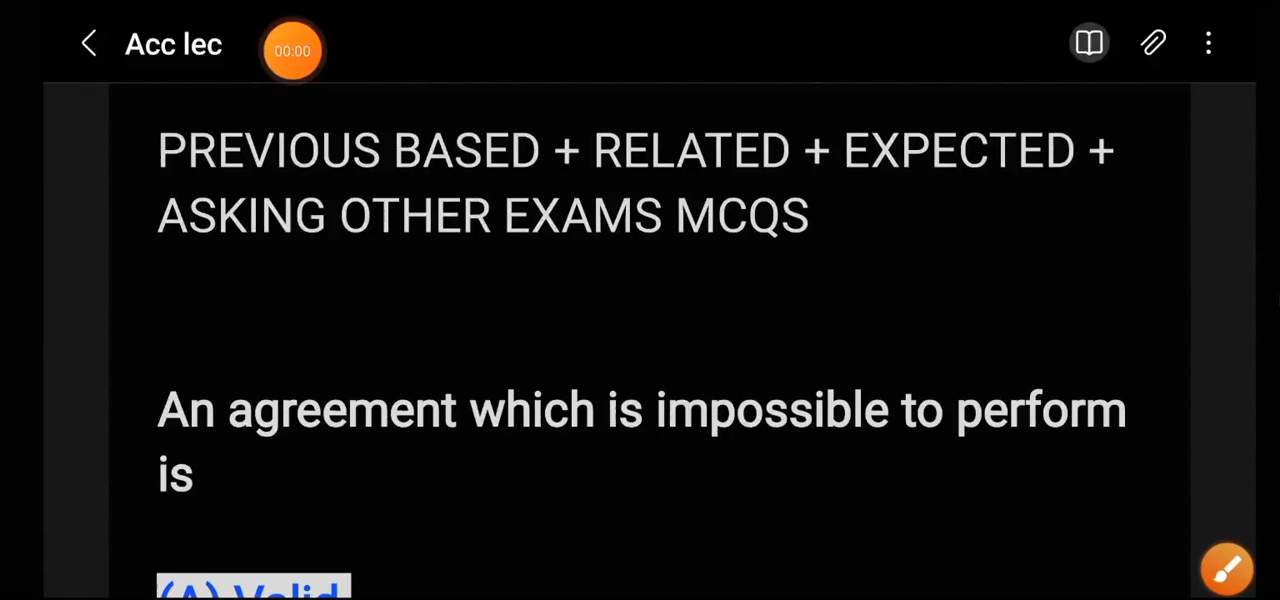 Acc lec
00:00
PREVIOUS BASED + RELATED + EXPECTED +
ASKING OTHER EXAMS MCQS
An agreement which is impossible to perform
is
(A) Valid